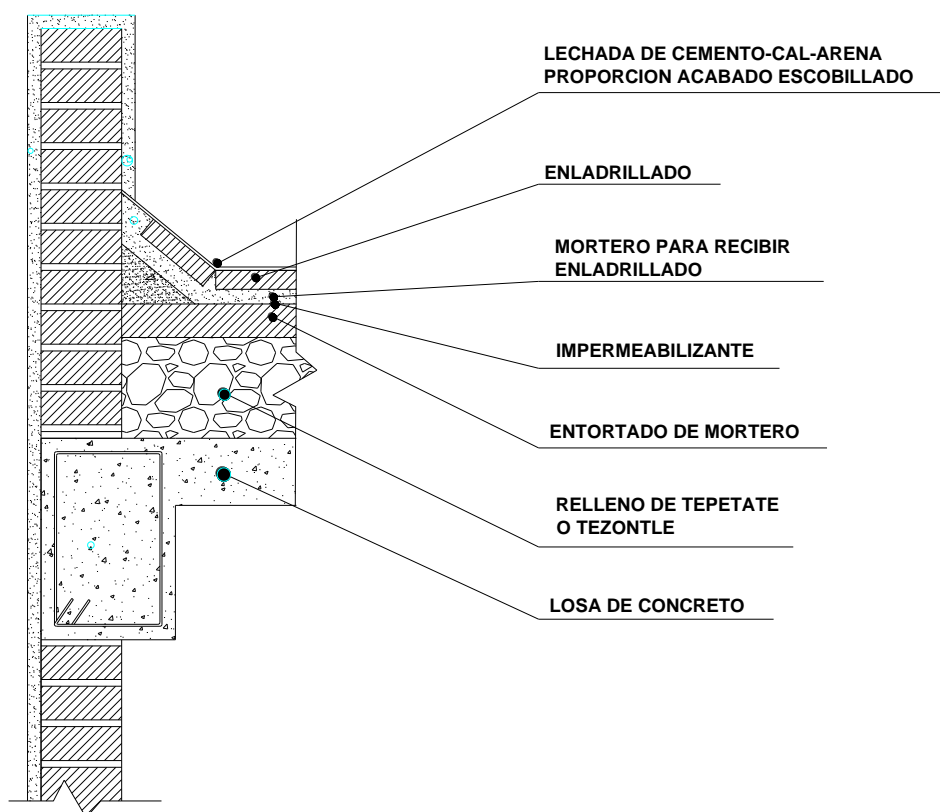 LECHADA DE CEMENTO-CAL-ARENA
PROPORCION ACABADO ESCOBILLADO
ENLADRILLADO
MORTERO PARA RECIBIR
ENLADRILLADO
IMPERMEABILIZANTE
ENTORTADO DE MORTERO
RELLENO DE TEPETATE
O TEZONTLE
LOSA DE CONCRETO